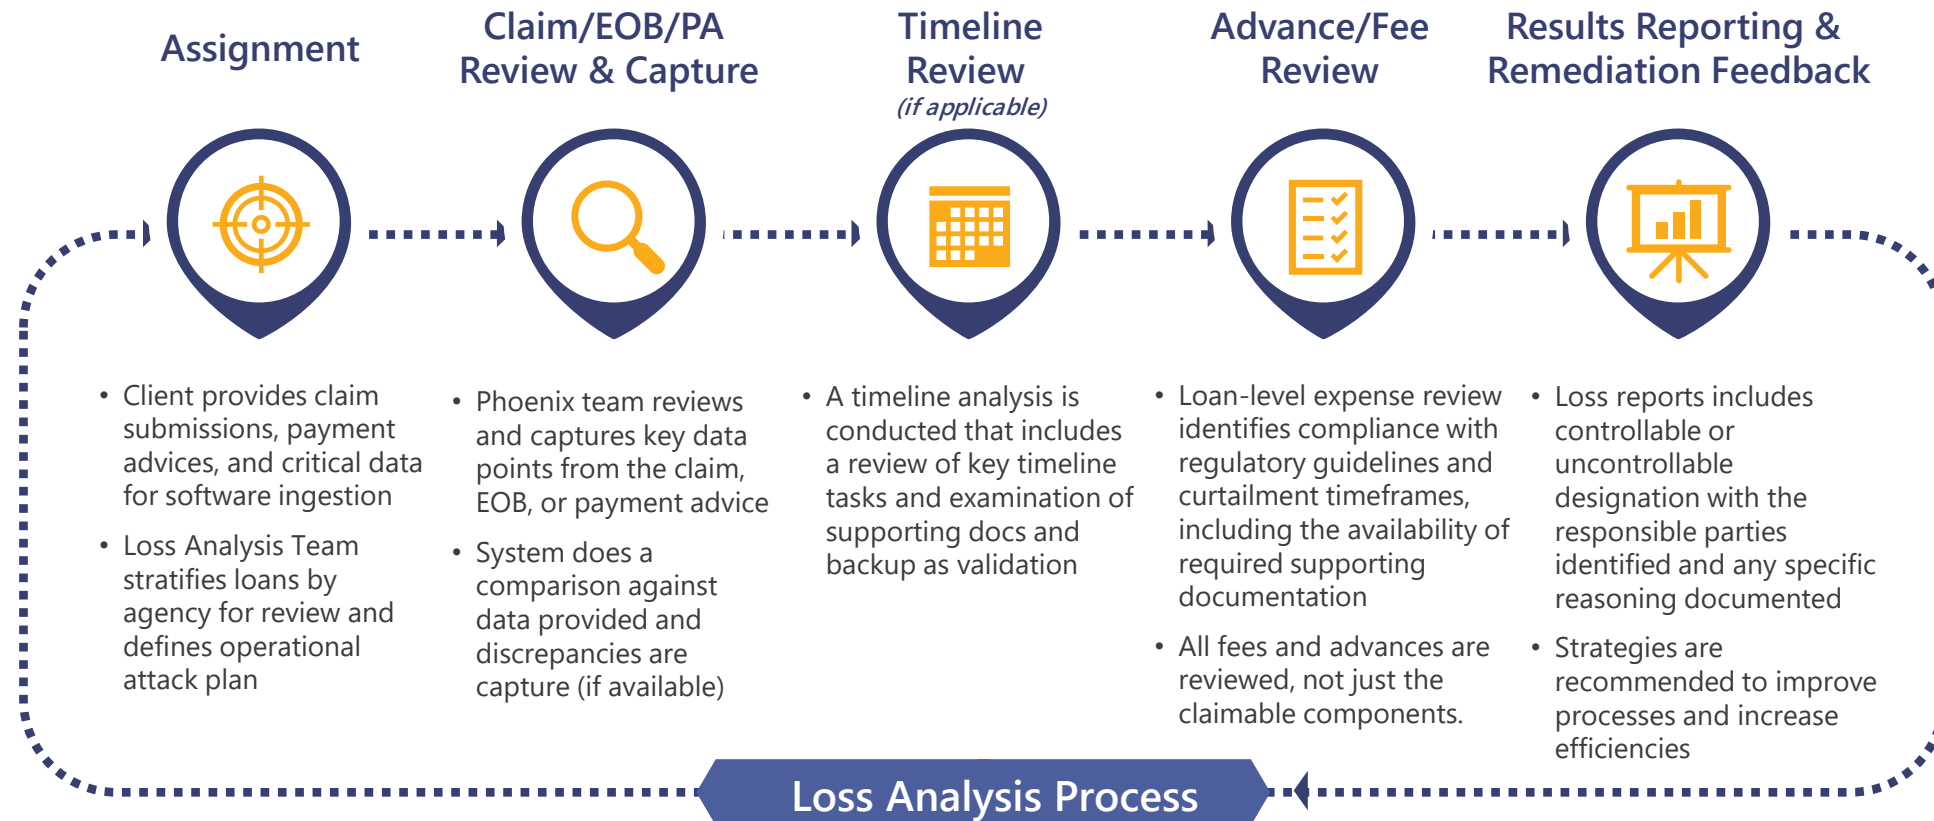 Assignment
Claim/EOB/PA
Review & Capture
Timeline
Review
(if applicable)
Advance/Fee
Review
Results Reporting &
Remediation Feedback
• Client provides claim
submissions, payment
advices, and critical data
for software ingestion
• Loss Analysis Team
stratifies loans by
agency for review and
defines operational
attack plan
• Phoenix team reviews
and captures key data
points from the claim,
EOB, or payment advice
• System does a
comparison against
data provided and
discrepancies are
capture (if available)
• A timeline analysis is
conducted that includes
a review of key timeline
tasks and examination of
supporting docs and
backup as validation
• Loan-level expense review
identifies compliance with
regulatory guidelines and
curtailment timeframes,
including the availability of
required supporting
documentation
• All fees and advances are
reviewed, not just the
claimable components.
• Loss reports includes
controllable or
uncontrollable
designation with the
responsible parties
identified and any specific
reasoning documented
• Strategies are
recommended to improve
processes and increase
efficiencies
Loss Analysis Process